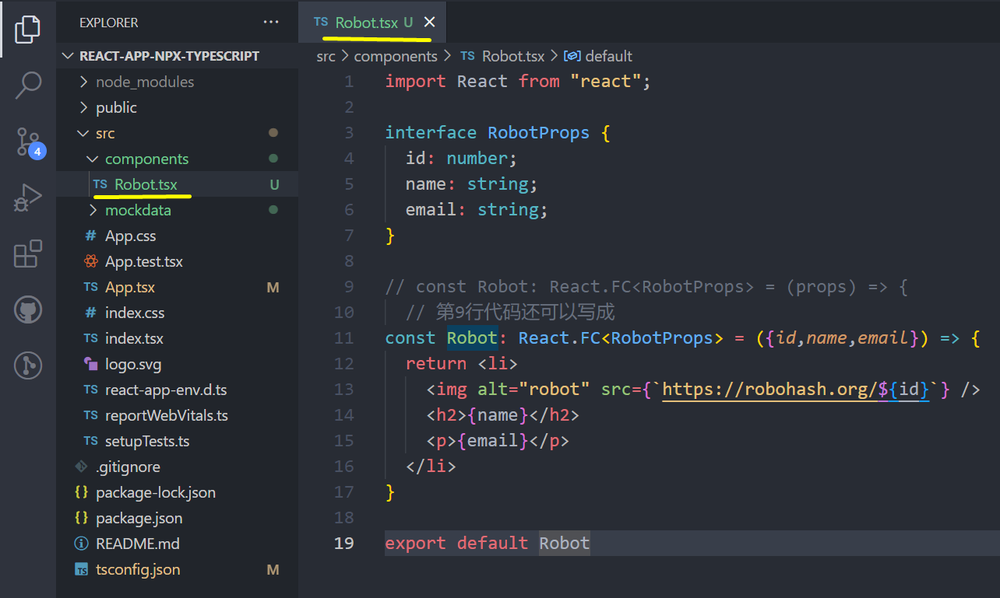 EXPLORER
REACT-APP-NPX-TYPESCRIPT
node_modules
public
src
components
TS Robot.tsx U
mockdata
# App.css
App.test.tsx
TS App.tsx M
# index.css
TS index.tsx
logo.svg
TS react-app-env.d.ts
TS reportWebVitals.ts
TS setupTests.ts
.gitignore
{} package-lock.json
{} package.json
README.md
TS tsconfig.json M
4
TS Robot.tsx U
src > components > TS Robot.tsx > default
1 import React from "react";
2
3 interface RobotProps {
4 id: number;
5 name: string;
6 email: string;
7 }
8
9 // const Robot: React.FC<RobotProps> = (props) => {
10 // 第9行代码还可以写成
11 const Robot: React.FC<RobotProps> = ({id,name,email}) => {
12 return <li>
13 <img alt="robot" src={`https://robohash.org/${id}`} />
14 <h2>{name}</h2>
15 <p>{email}</p>
16 </li>
17 }
18
19 export default Robot